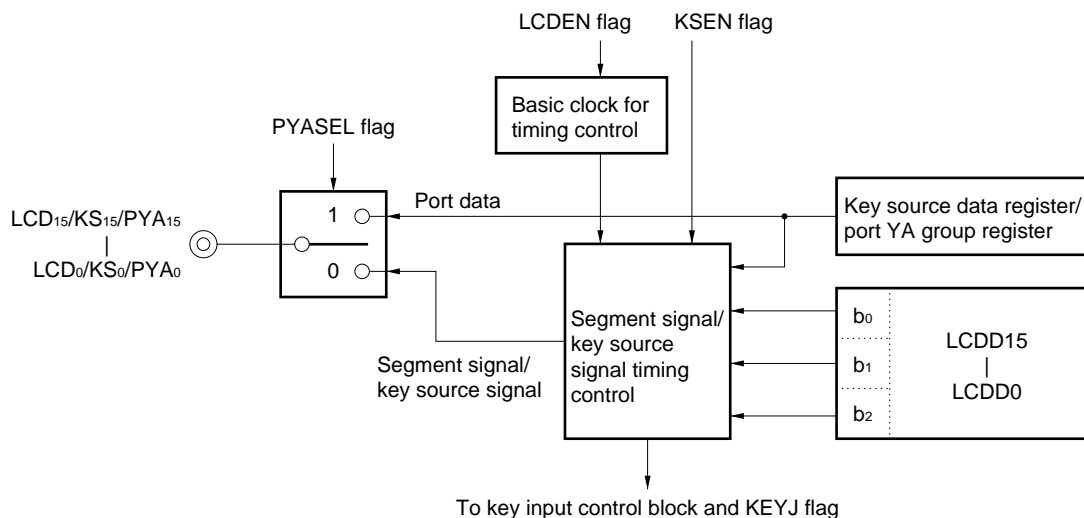 LCDEN flag
KSEN flag
Basic clock for
timing control
PYASEL flag
Port data
1
0
LCD15/KS15/PYA15
|
LCD0/KS0/PYA0
Key source data register/
port YA group register
Segment signal/
key source
signal timing
control
Segment signal/
key source signal
b0
b1
b2
LCDD15
|
LCDD0
To key input control block and KEYJ flag